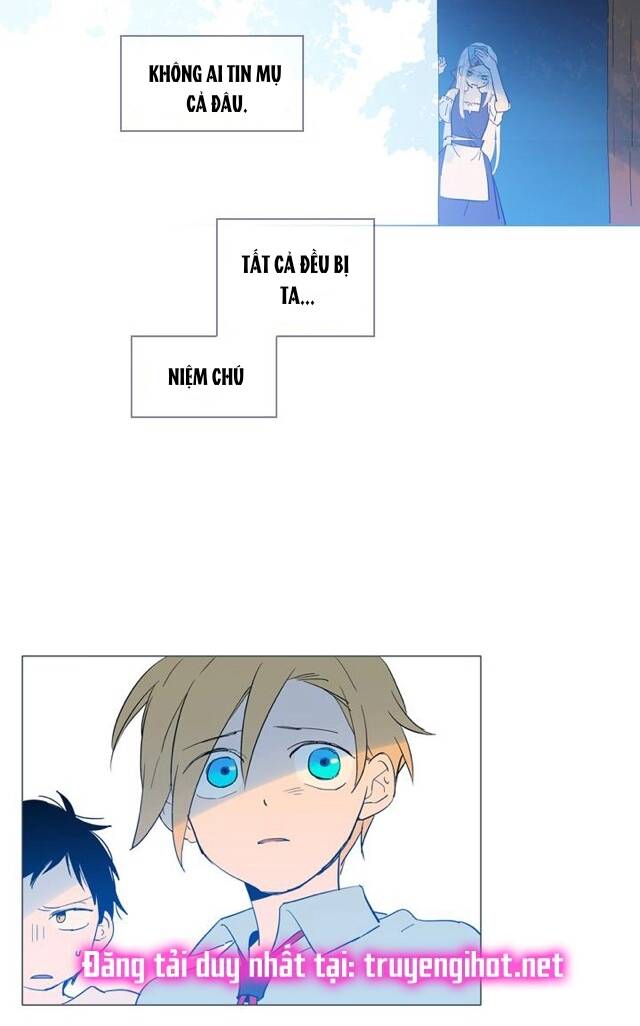 KHÔNG AI TIN MỤ
CẢ ĐÂU.
TẤT CẢ ĐỀU BỊ
TA...
NIỆM CHÚ
Đăng tải duy nhất tại: truyengihot.net